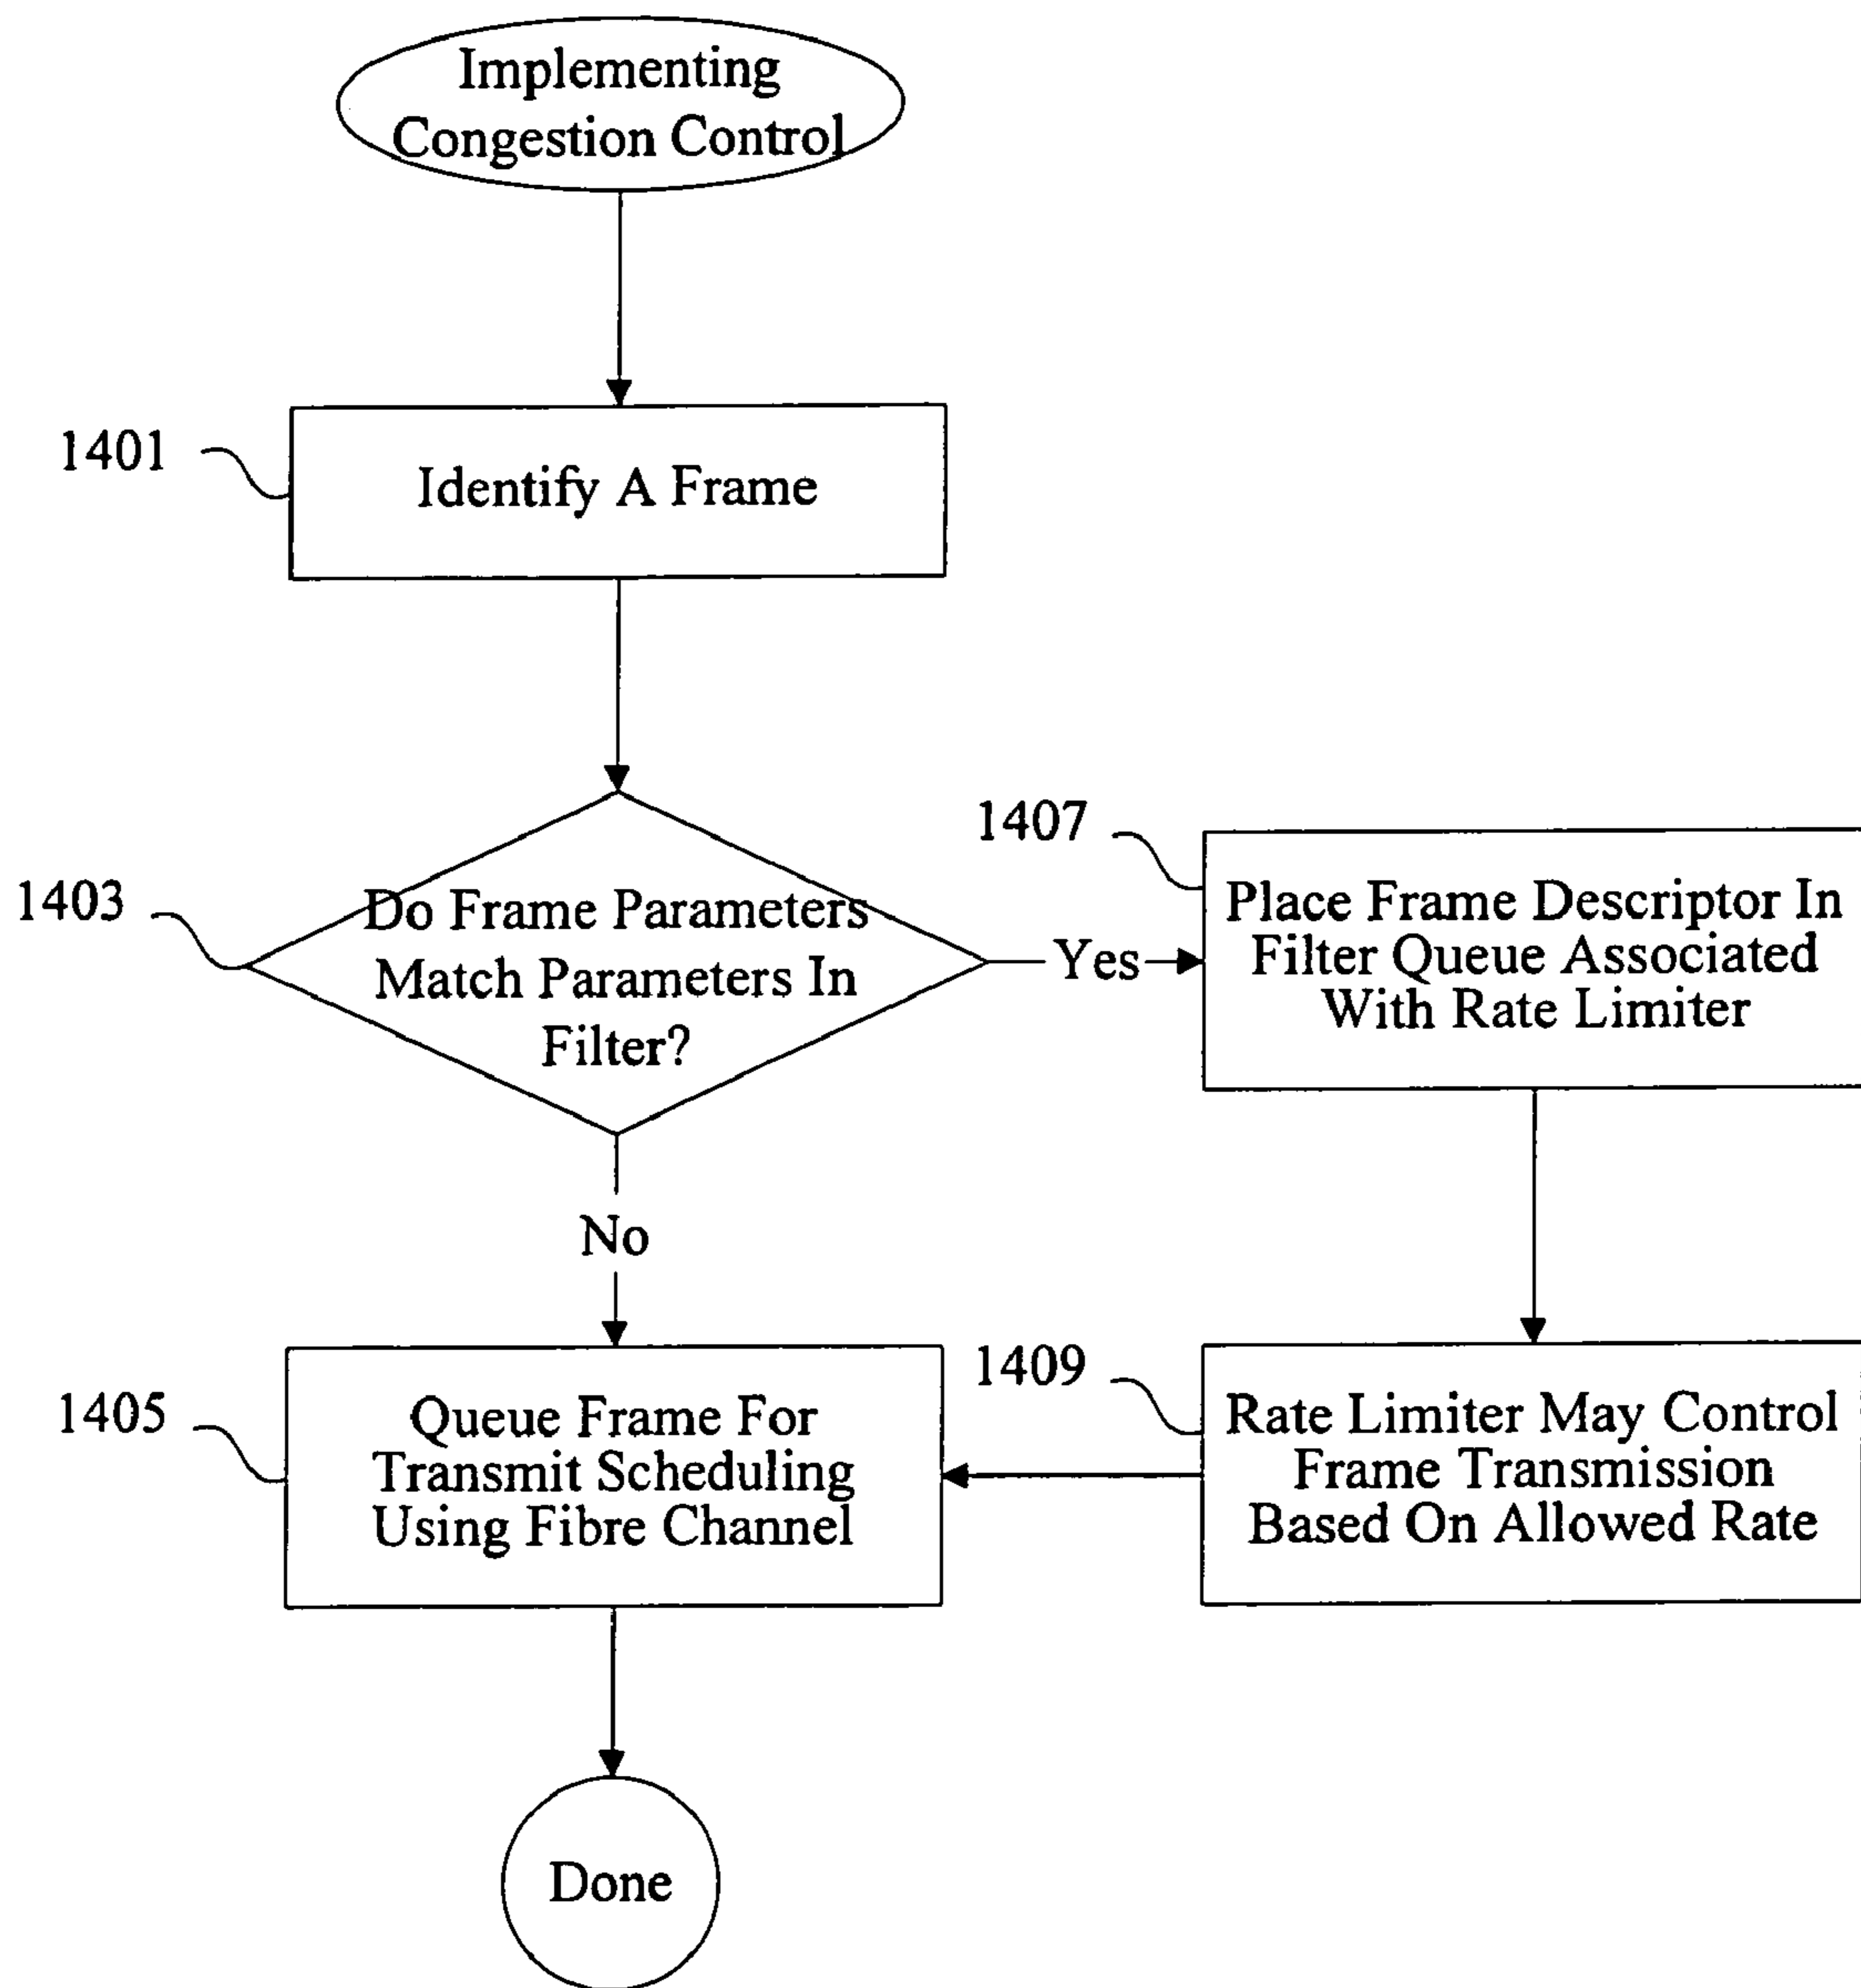 Implementing
Congestion Control
1401
Identify A Frame
1403
Do Frame Parameters
Match Parameters In
Filter?
Yes
1407
Place Frame Descriptor In
Filter Queue Associated
With Rate Limiter
No
1405
Queue Frame For
Transmit Scheduling
Using Fibre Channel
1409
Rate Limiter May Control
Frame Transmission
Based On Allowed Rate
Done